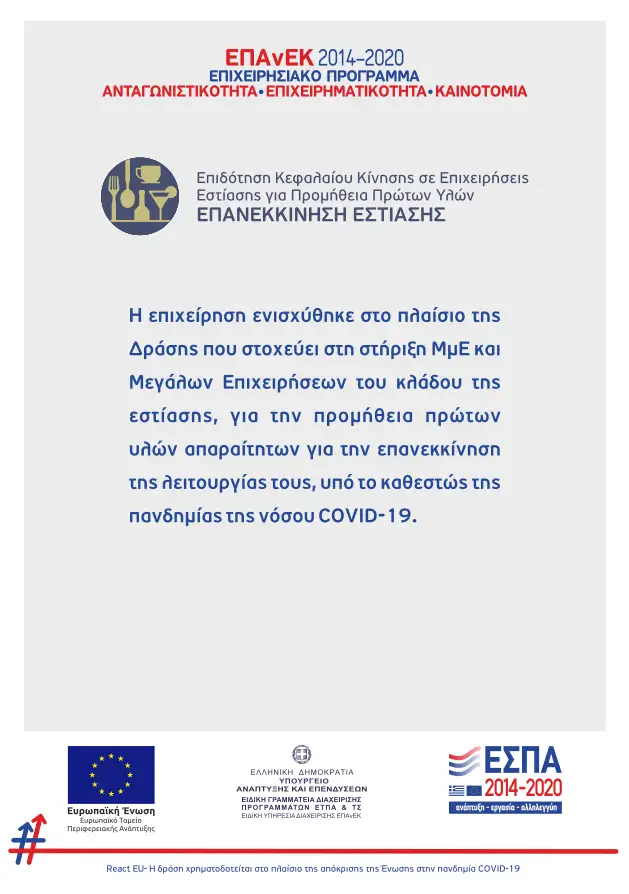 ΕΠΑνΕΚ 2014–2020
ΕΠΙΧΕΙΡΗΣΙΑΚΟ ΠΡΟΓΡΑΜΜΑ
ΑΝΤΑΓΩΝΙΣΤΙΚΟΤΗΤΑ • ΕΠΙΧΕΙΡΗΜΑΤΙΚΟΤΗΤΑ • ΚΑΙΝΟΤΟΜΙΑ
Επιδότηση Κεφαλαίου Κίνησης σε Επιχειρήσεις
Εστίασης για Προμήθεια Πρώτων Υλών
ΕΠΑΝΕΚΚΙΝΗΣΗ ΕΣΤΙΑΣΗΣ
Η επιχείρηση ενισχύθηκε στο πλαίσιο της
Δράσης που στοχεύει στη στήριξη ΜμΕ και
Μεγάλων Επιχειρήσεων του κλάδου της
εστίασης, για την προμήθεια πρώτων
υλών απαραίτητων για την επανεκκίνηση
της λειτουργίας τους, υπό το καθεστώς της
πανδημίας της νόσου COVID-19.
Ευρωπαϊκή Ένωση
Ευρωπαϊκό Ταμείο
Περιφερειακής Ανάπτυξης
ΕΛΛΗΝΙΚΗ ΔΗΜΟΚΡΑΤΙΑ
ΥΠΟΥΡΓΕΙΟ
ΑΝΑΠΤΥΞΗΣ ΚΑΙ ΕΠΕΝΔΥΣΕΩΝ
ΕΙΔΙΚΗ ΓΡΑΜΜΑΤΕΙΑ ΔΙΑΧΕΙΡΙΣΗΣ
ΠΡΟΓΡΑΜΜΑΤΩΝ ΕΤΠΑ & ΤΣ
ΕΙΔΙΚΗ ΥΠΗΡΕΣΙΑ ΔΙΑΧΕΙΡΙΣΗΣ ΕΠΑνΕΚ
ΕΣΠΑ
2014-2020
ανάπτυξη - εργασία - αλληλεγγύη
React EU- Η δράση χρηματοδοτείται στο πλαίσιο της απόκρισης της Ένωσης στην πανδημία COVID-19